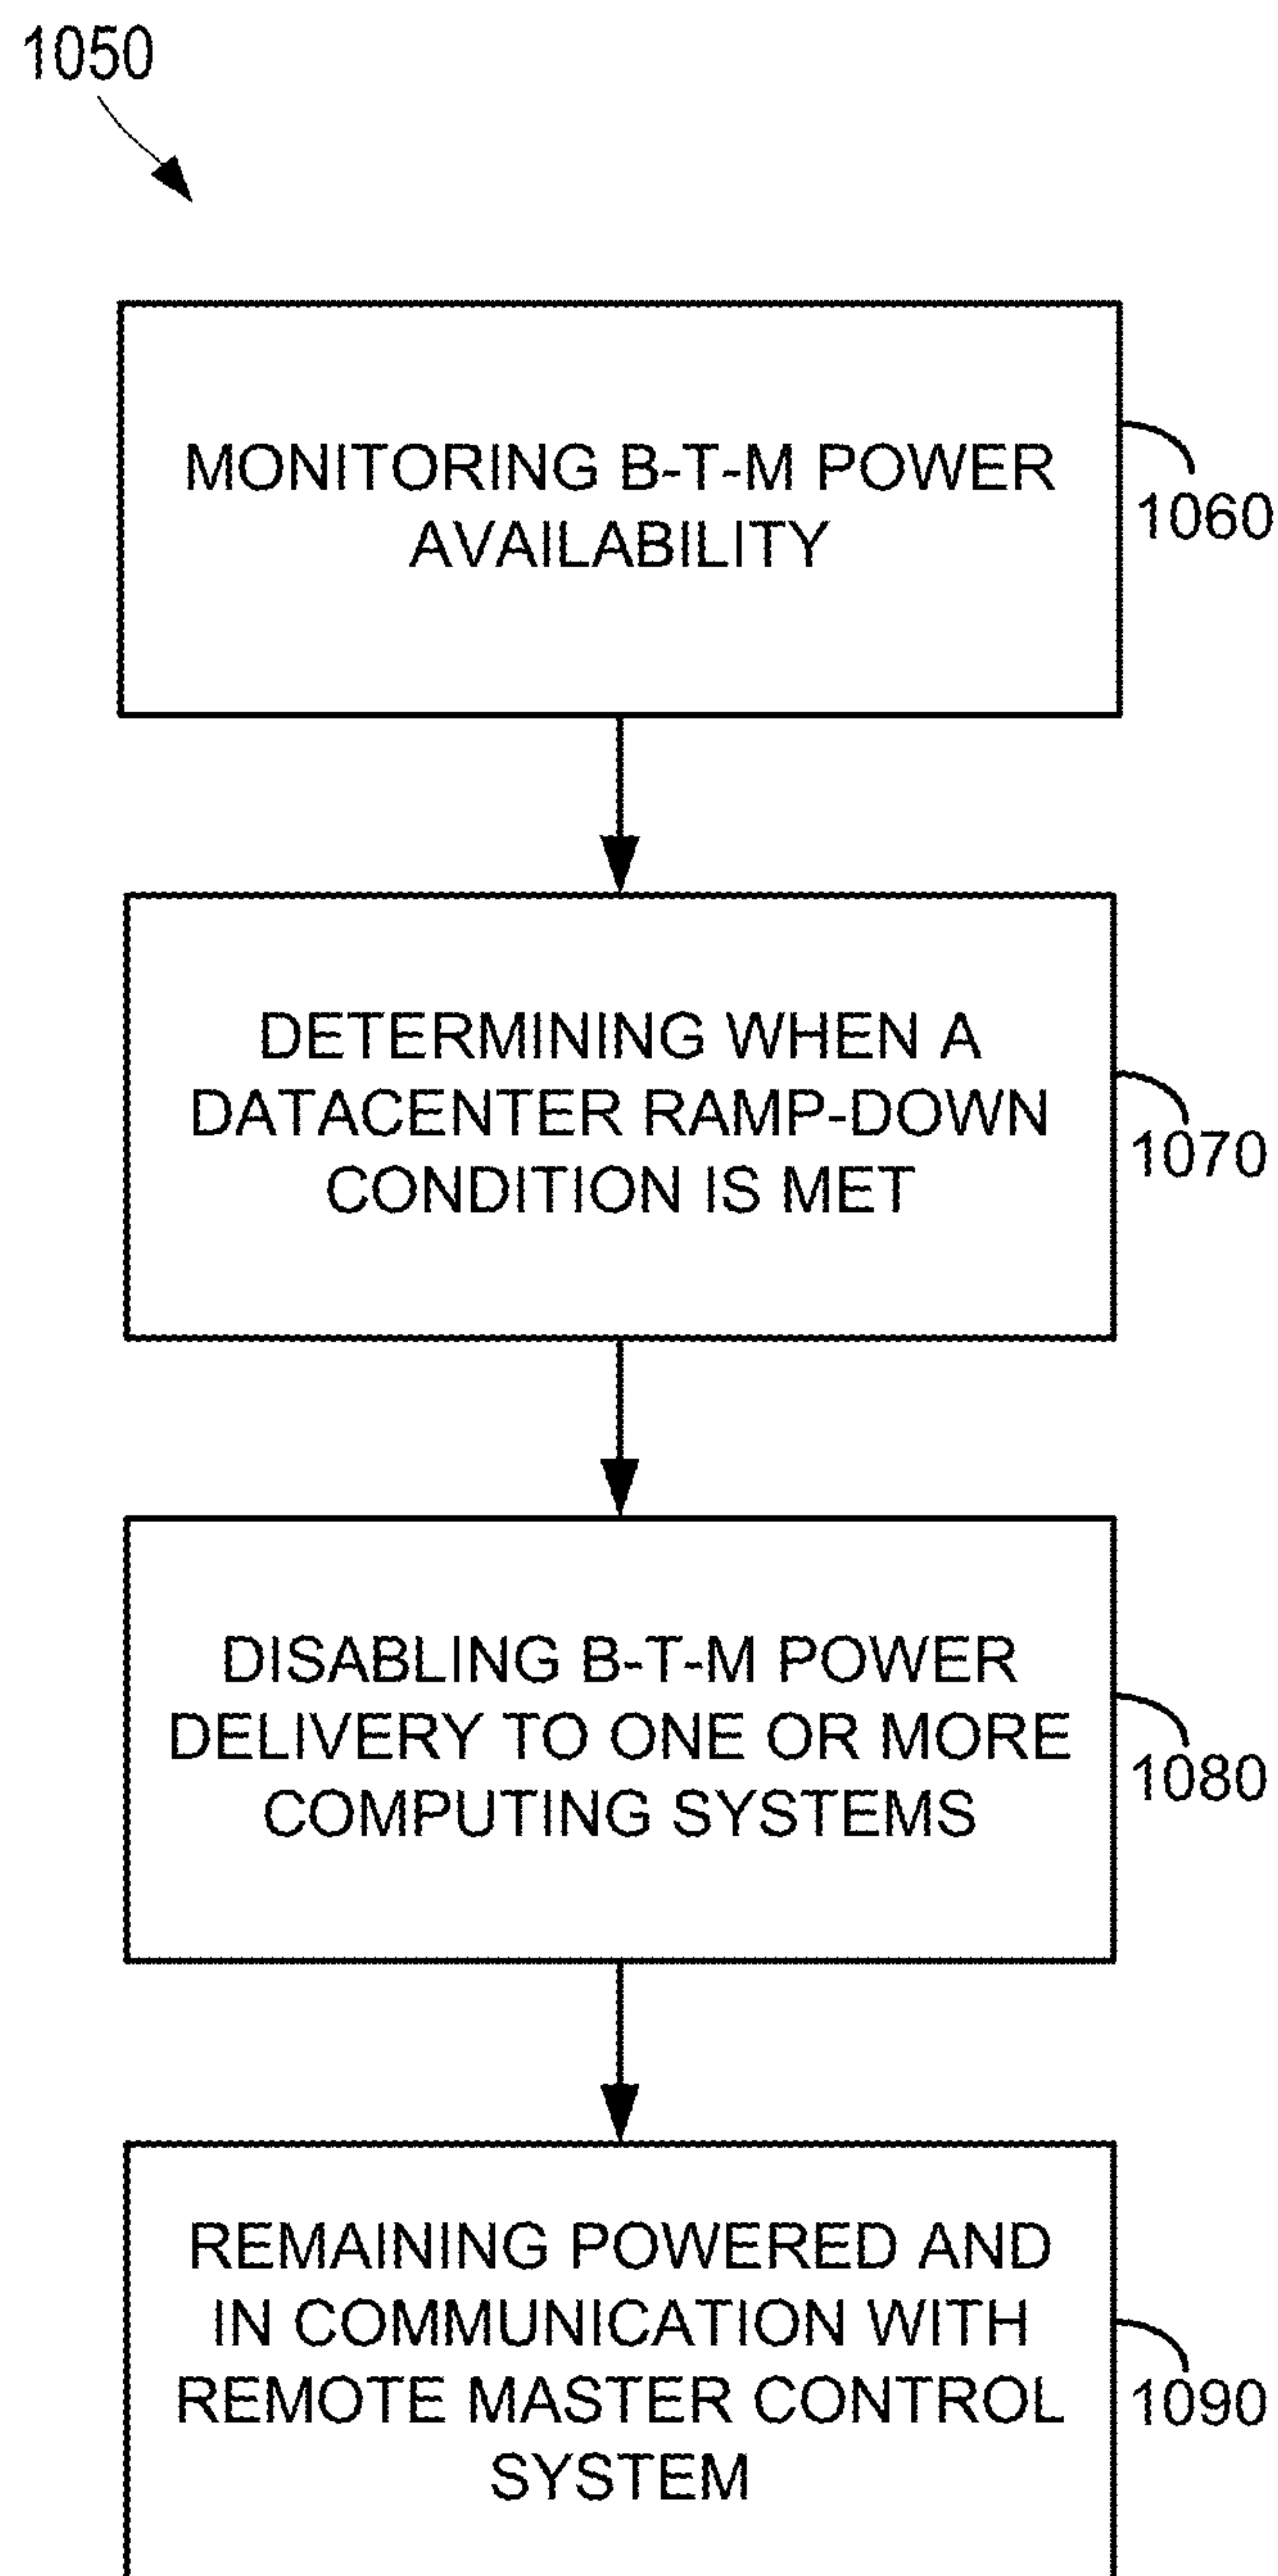 1050
MONITORING B-T-M POWER
AVAILABILITY
1060
DETERMINING WHEN A
DATACENTER RAMP-DOWN
CONDITION IS MET
1070
DISABLING B-T-M POWER
DELIVERY TO ONE OR MORE
COMPUTING SYSTEMS
1080
REMAINING POWERED AND
IN COMMUNICATION WITH
REMOTE MASTER CONTROL
SYSTEM
1090